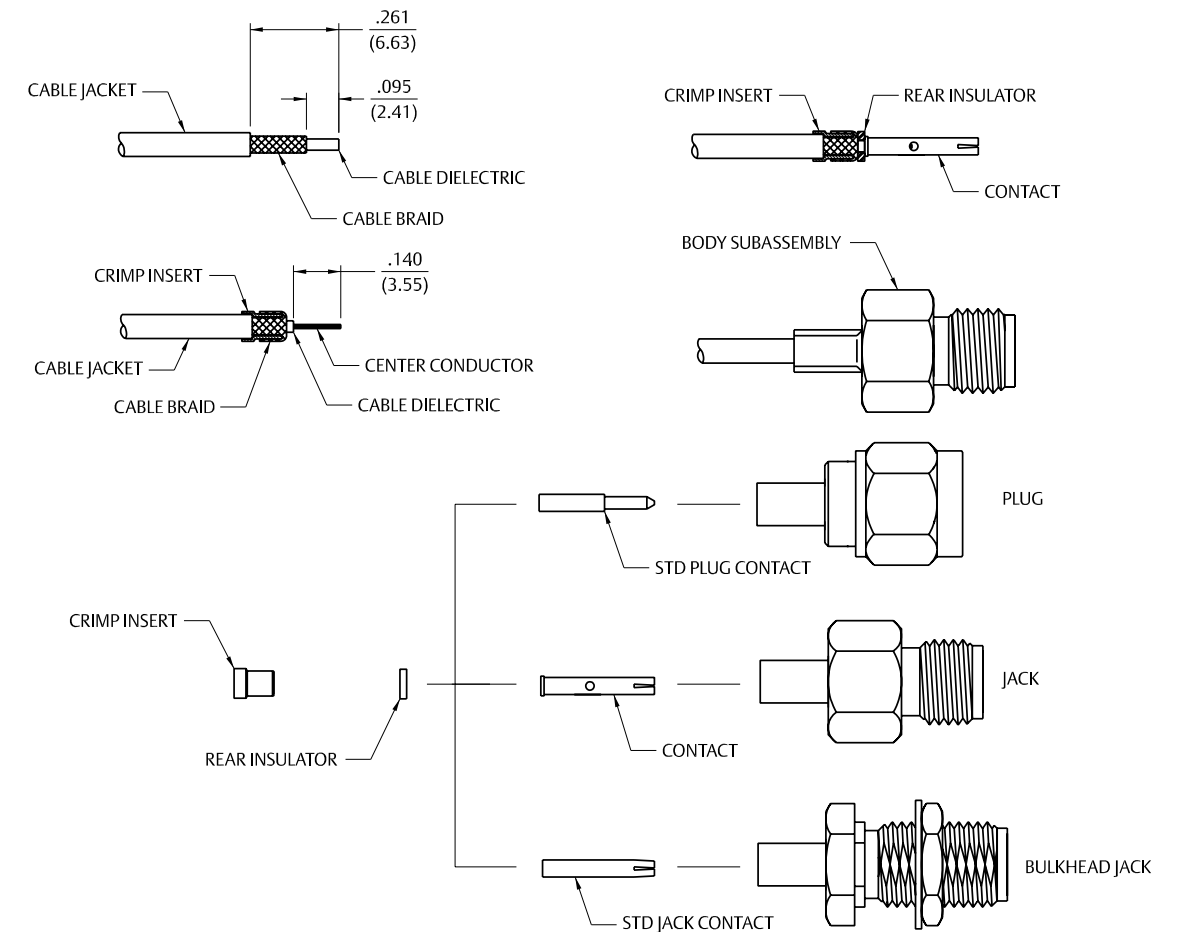 .261
(6.63)
CABLE JACKET
.095
(2.41)
CABLE DIELECTRIC
CABLE BRAID
CRIMP INSERT
REAR INSULATOR
CONTACT
.140
(3.55)
CRIMP INSERT
CABLE JACKET
CENTER CONDUCTOR
CABLE BRAID
CABLE DIELECTRIC
BODY SUBASSEMBLY
PLUG
STD PLUG CONTACT
CRIMP INSERT
JACK
REAR INSULATOR
CONTACT
BULKHEAD JACK
STD JACK CONTACT